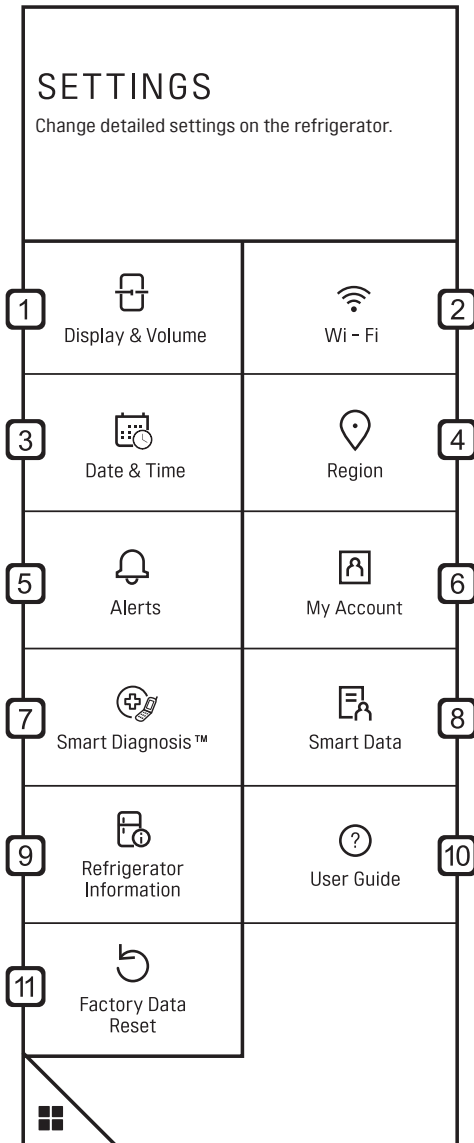 SETTINGS
Change detailed settings on the refrigerator.
1
Display & Volume
2
Wi - Fi
3
Date & Time
4
Region
5
Alerts
6
My Account
7
Smart Diagnosis™
8
Smart Data
9
Refrigerator
Information
10
?
User Guide
11
Factory Data
Reset